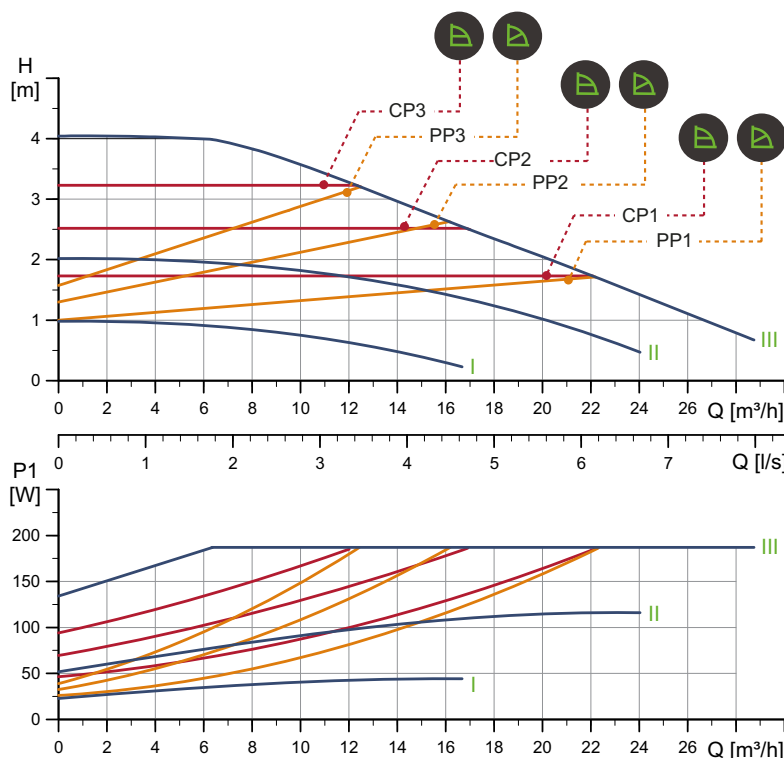 H
[m]
CP3
PP3
CP2
PP2
CP1
PP1
4
3
2
1
0
I
II
III
0 2 4 6 8 10 12 14 16 18 20 22 24 26 Q [m³/h]
0 1 2 3 4 5 6 7 Q [l/s]
P1
[W]
200
150
100
50
0
III
II
I
0 2 4 6 8 10 12 14 16 18 20 22 24 26 Q [m³/h]